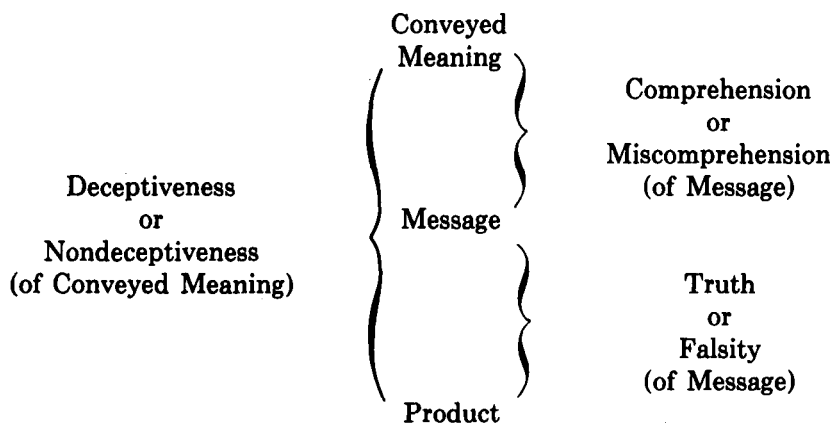 Conveyed
Meaning
Comprehension
or
Miscomprehension
(of Message)
Deceptiveness
or
Nondeceptiveness
(of Conveyed Meaning)
Message
Truth
or
Falsity
(of Message)
Product